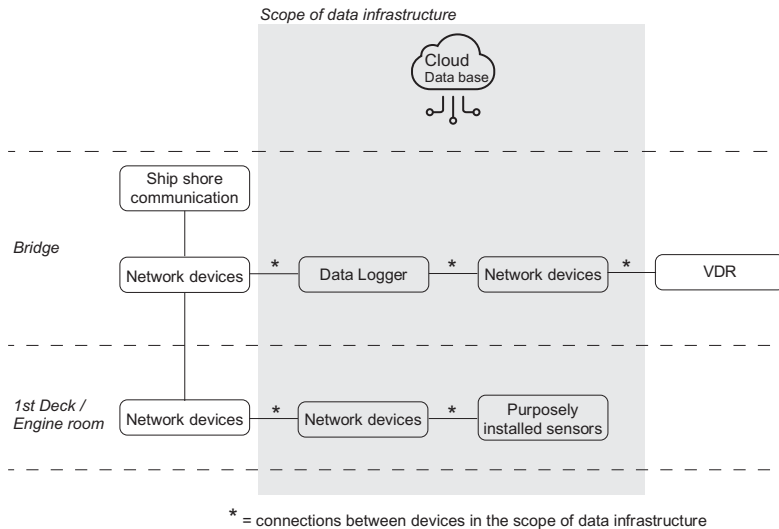 Scope of data infrastructure
Cloud
Data base
Ship shore
communication
Bridge
Network devices
*
Data Logger
*
Network devices
*
VDR
1st Deck /
Engine room
Network devices
*
Network devices
*
Purposely
installed sensors
* = connections between devices in the scope of data infrastructure